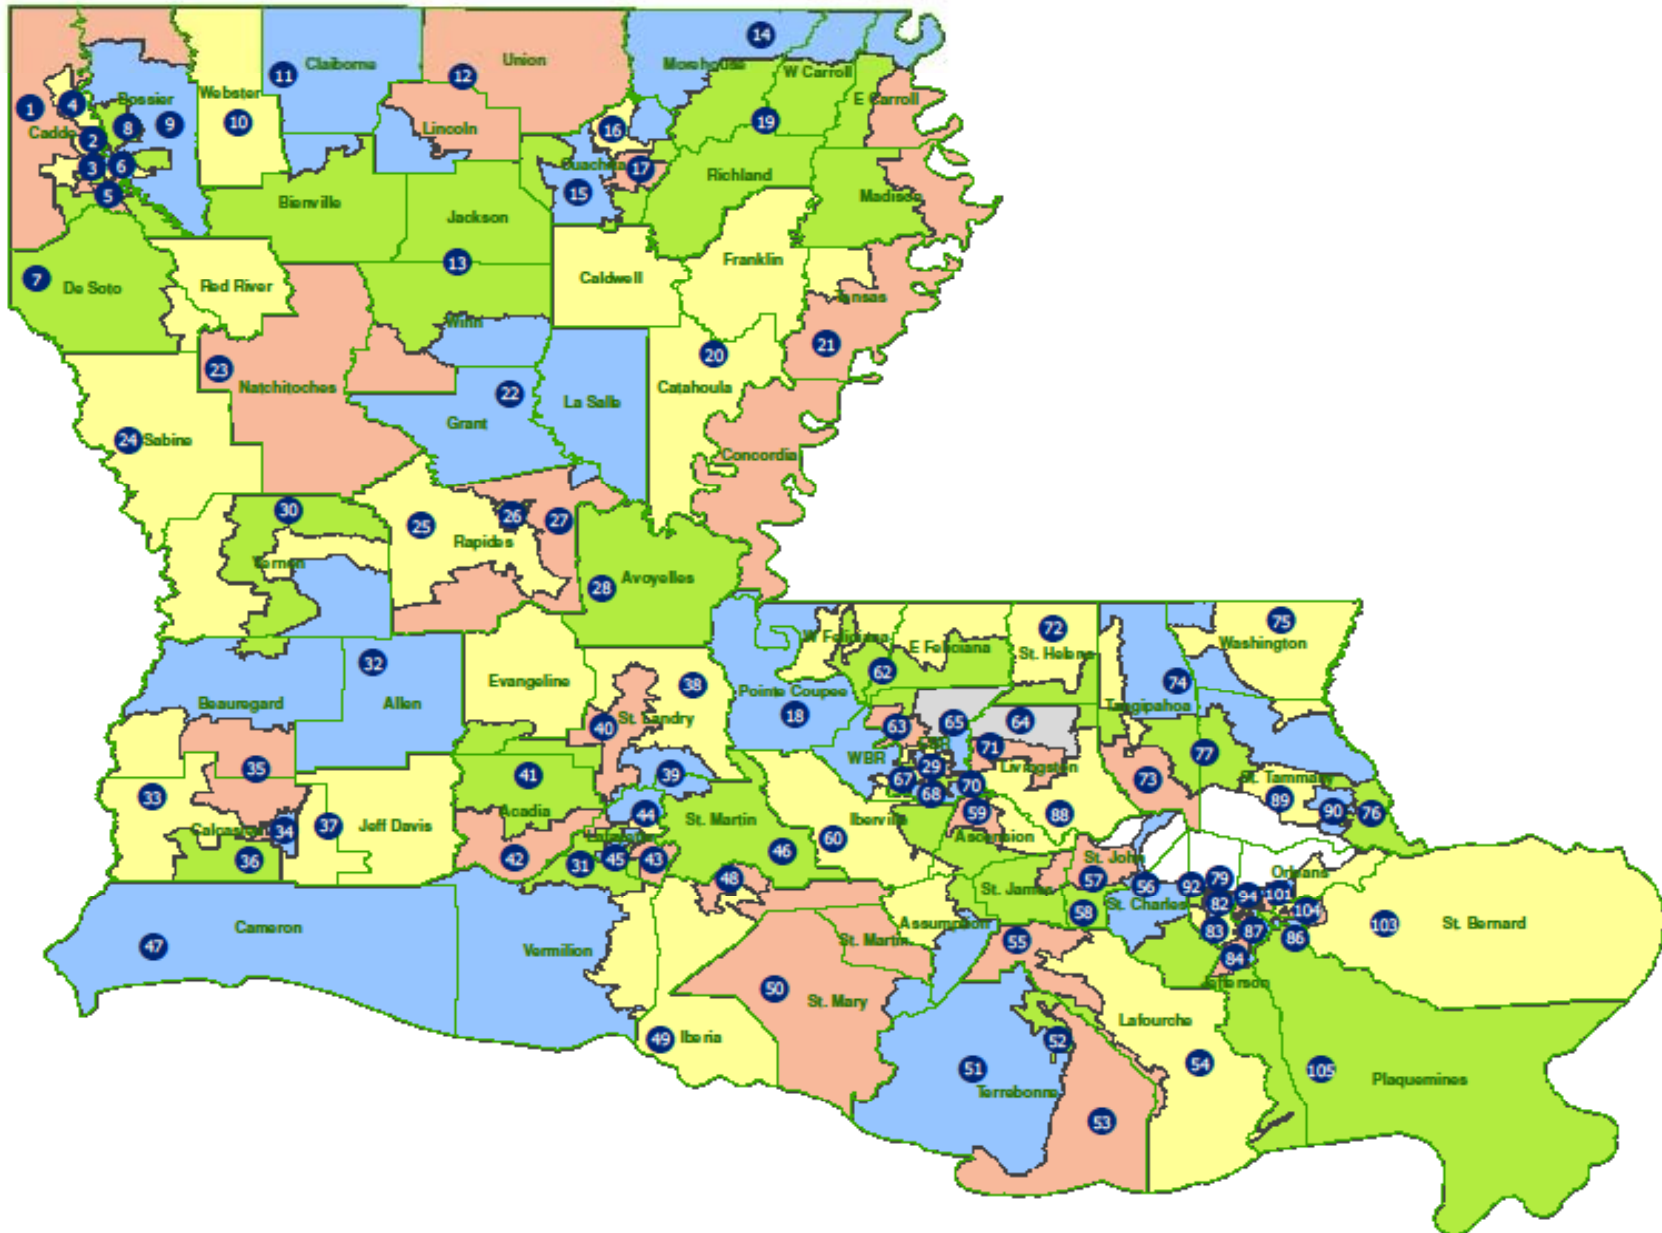 14
Claiborne
Union
Morehouse
11
12
W Carroll
Bossier
Webster
E Carroll
1
4
Caddo
8
9
10
Lincoln
16
19
2
3
6
Ouachita
17
Richland
5
15
Bienville
Jackson
Madison
13
Franklin
7
De Soto
Red River
Caldwell
Tensas
Winn
21
23
20
Natchitoches
22
La Salle
Catahoula
Grant
24
Sabine
Concordia
30
25
26
27
Rapides
Vernon
28
Avoyelles
72
75
W Feliciana
E Feliciana
St. Helena
Washington
32
62
Evangeline
38
74
Beauregard
Allen
Pointe Coupee
Tangipahoa
18
40
St. Landry
63
65
64
71
77
WBR
29
Livingston
35
41
39
67
70
73
St. Tammany
33
68
89
90
76
Acadia
44
59
88
Calcasieu
34
37
Jeff Davis
St. Martin
Iberville
Ascension
Lafayette
60
36
42
31
45
43
46
St. John
48
57
79
Orleans
St. James
56
92
94
101
58
St. Charles
82
104
Cameron
Assumption
103
St. Bernard
47
Vermilion
St. Martin
55
83
87
86
84
Jefferson
50
St. Mary
49
Iberia
Lafourche
52
51
54
105
Plaquemines
Terrebonne
53